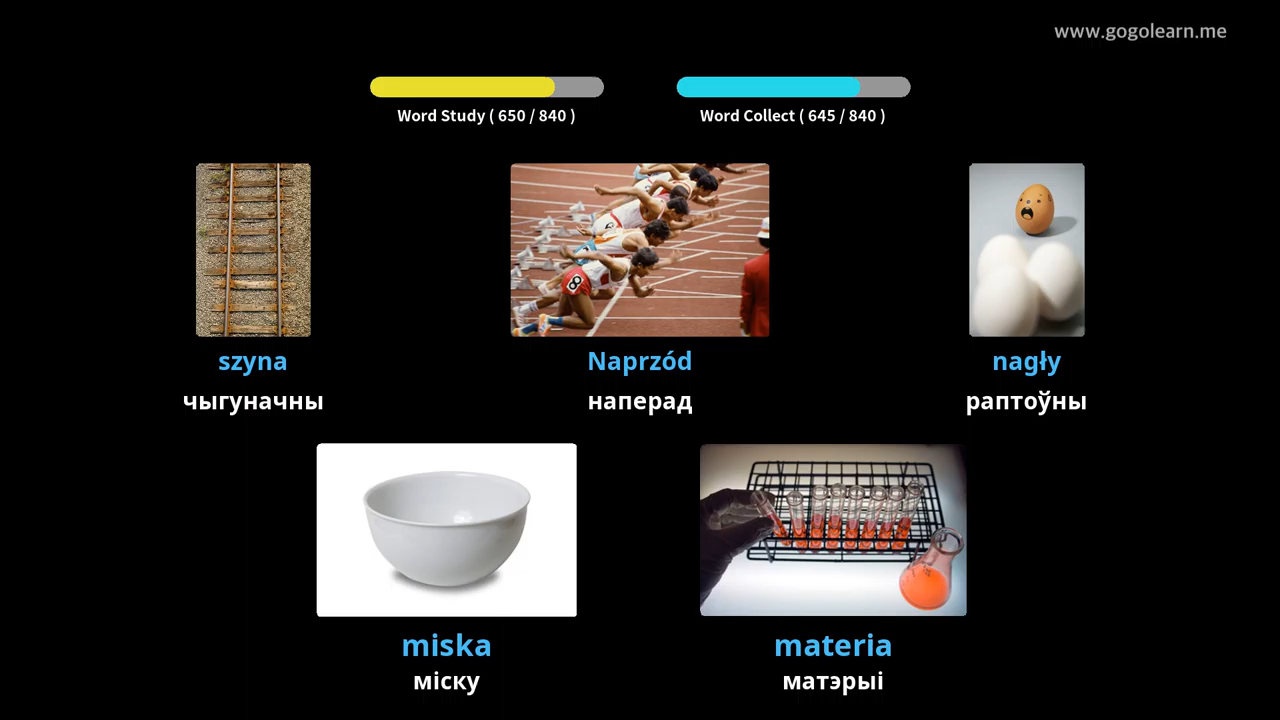 www.gogolearn.me
Word Study ( 650 / 840 )
Word Collect ( 645 / 840 )
szyna
чыгуначны
Naprzód
наперад
nagły
раптоўны
miska
міску
materia
матэрыі